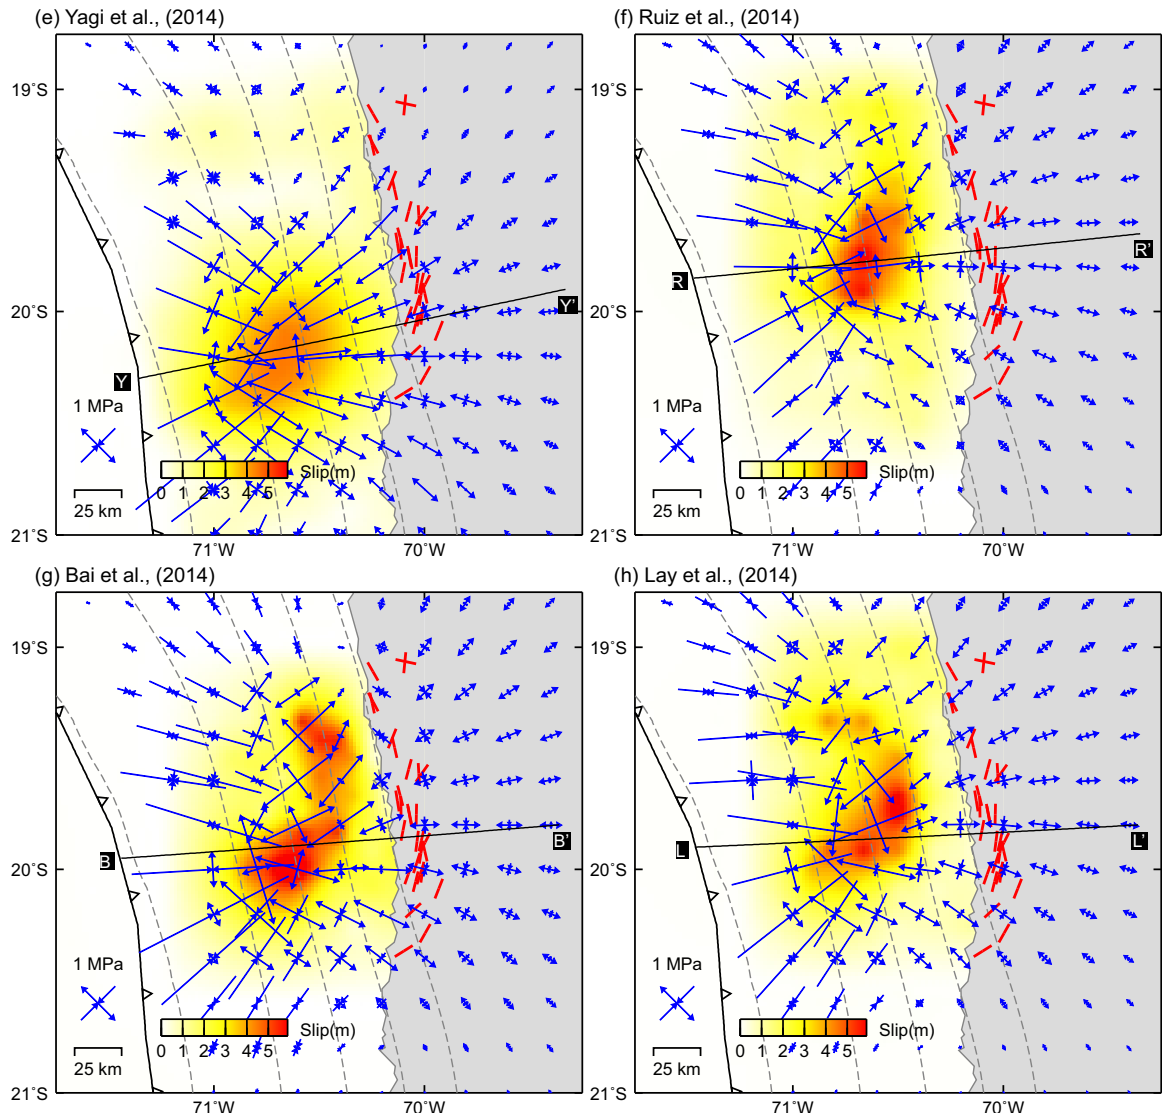 (e) Yagi et al., (2014)
19°S
20°S
21°S
Y
Y'
1 MPa
25 km
0 1 2 3 4 5
Slip(m)
71°W
70°W
(f) Ruiz et al., (2014)
19°S
20°S
21°S
R
R'
1 MPa
25 km
0 1 2 3 4 5
Slip(m)
71°W
70°W
(g) Bai et al., (2014)
19°S
20°S
21°S
B
B'
1 MPa
25 km
0 1 2 3 4 5
Slip(m)
71°W
70°W
(h) Lay et al., (2014)
19°S
20°S
21°S
L
L'
1 MPa
25 km
0 1 2 3 4 5
Slip(m)
71°W
70°W